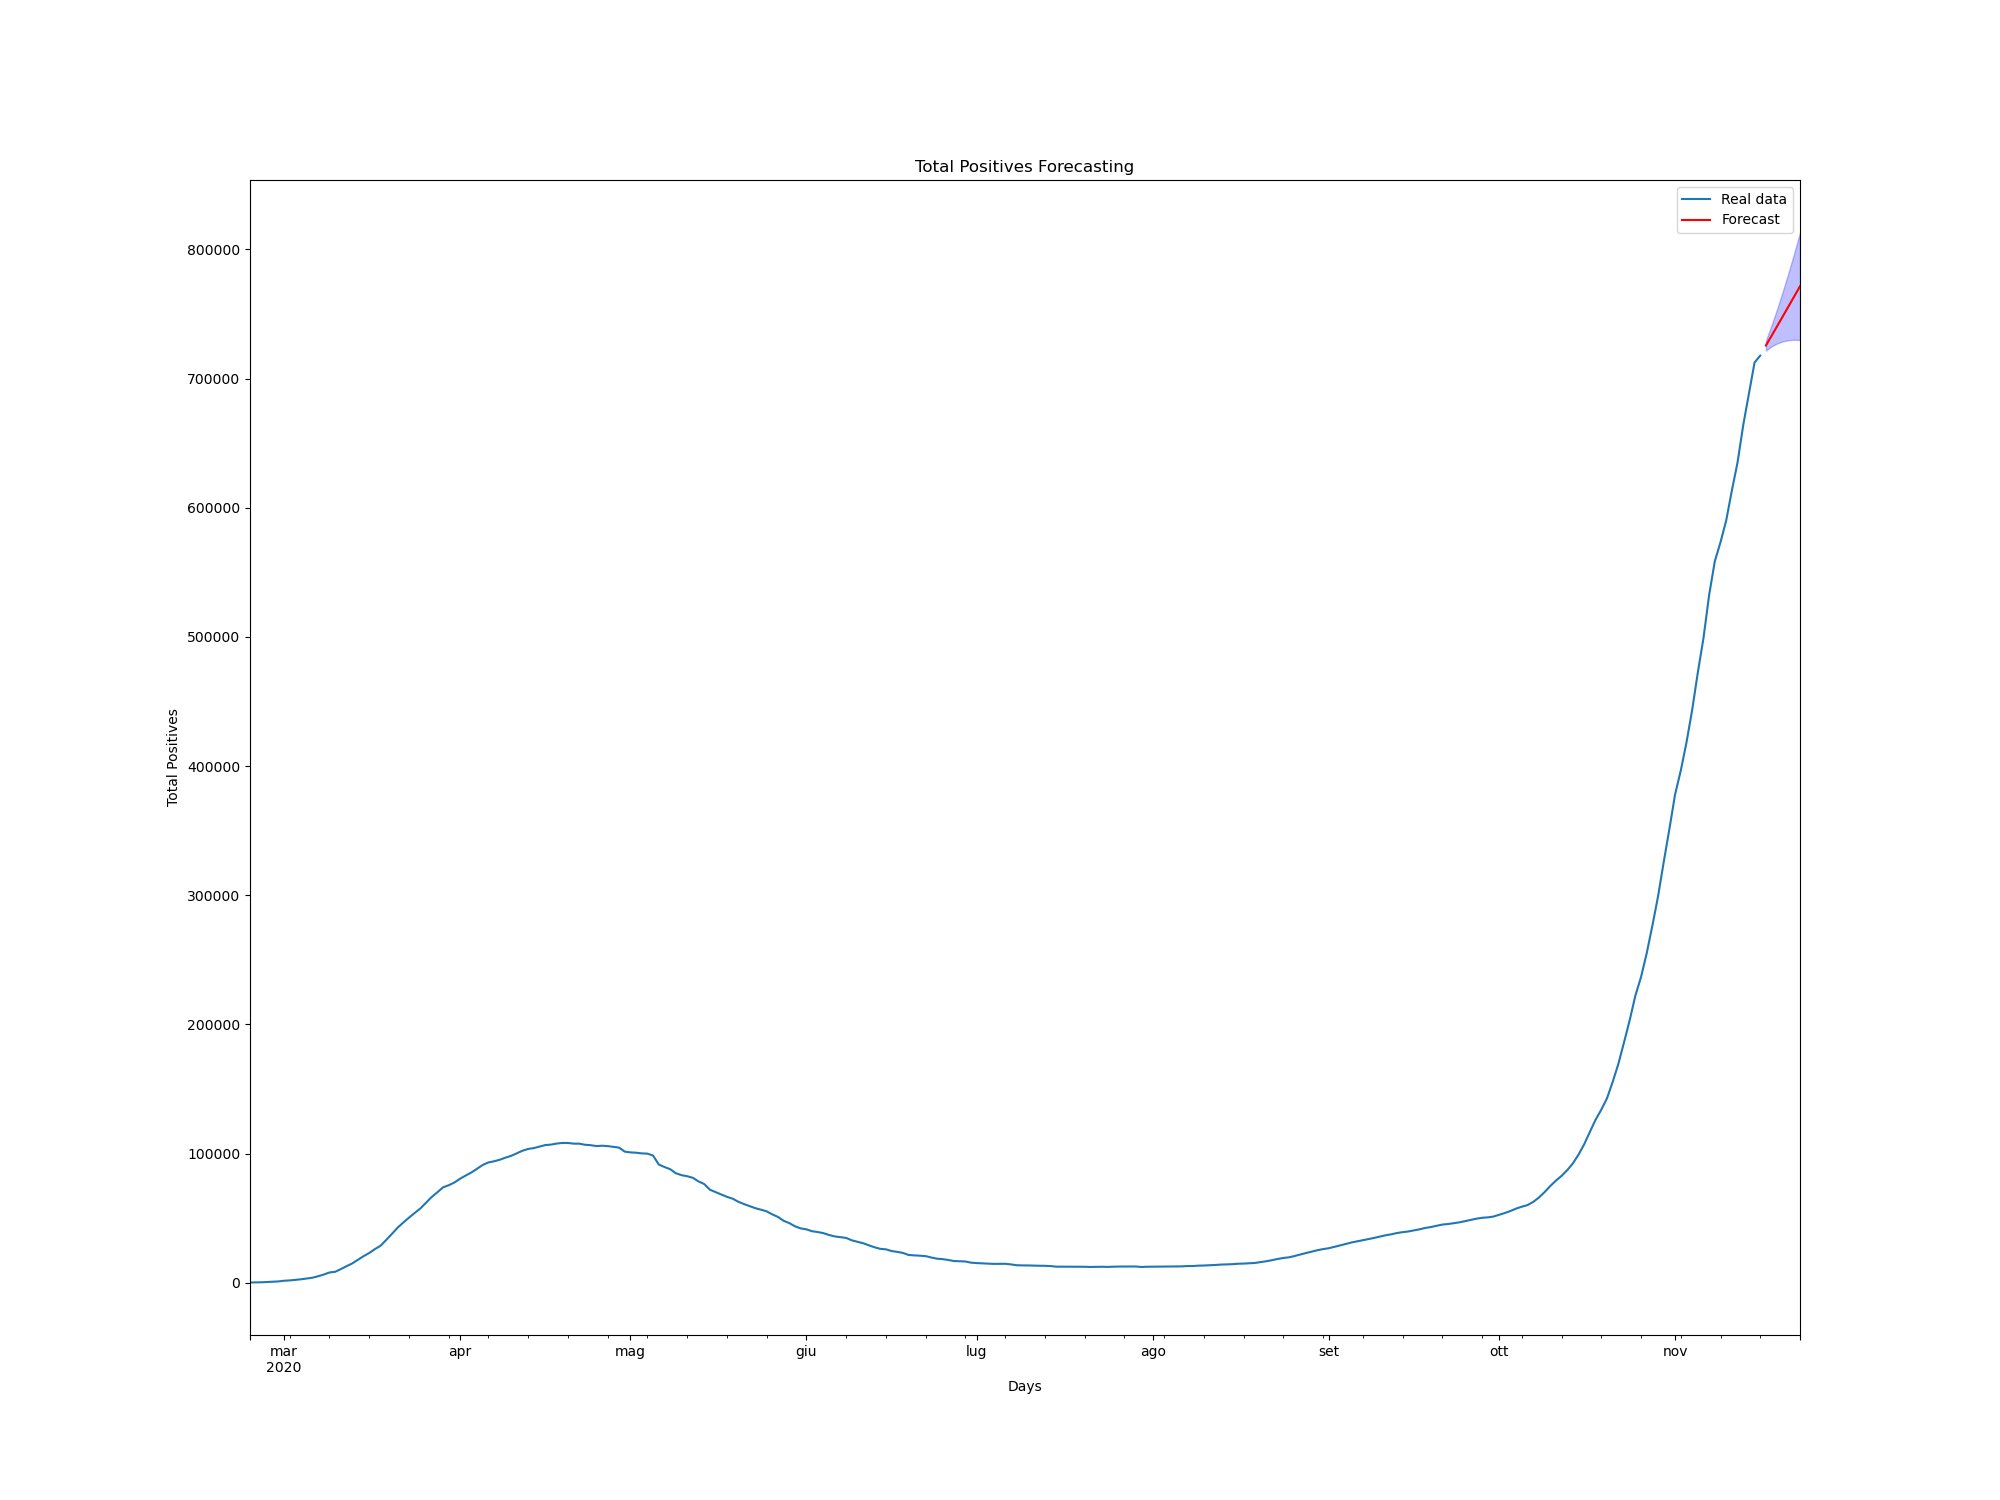 Total Positives Forecasting
Real data
Forecast
800000
700000
600000
500000
400000
300000
200000
100000
0
Total Positives
mar apr mag giu lug ago set ott nov
2020
Days